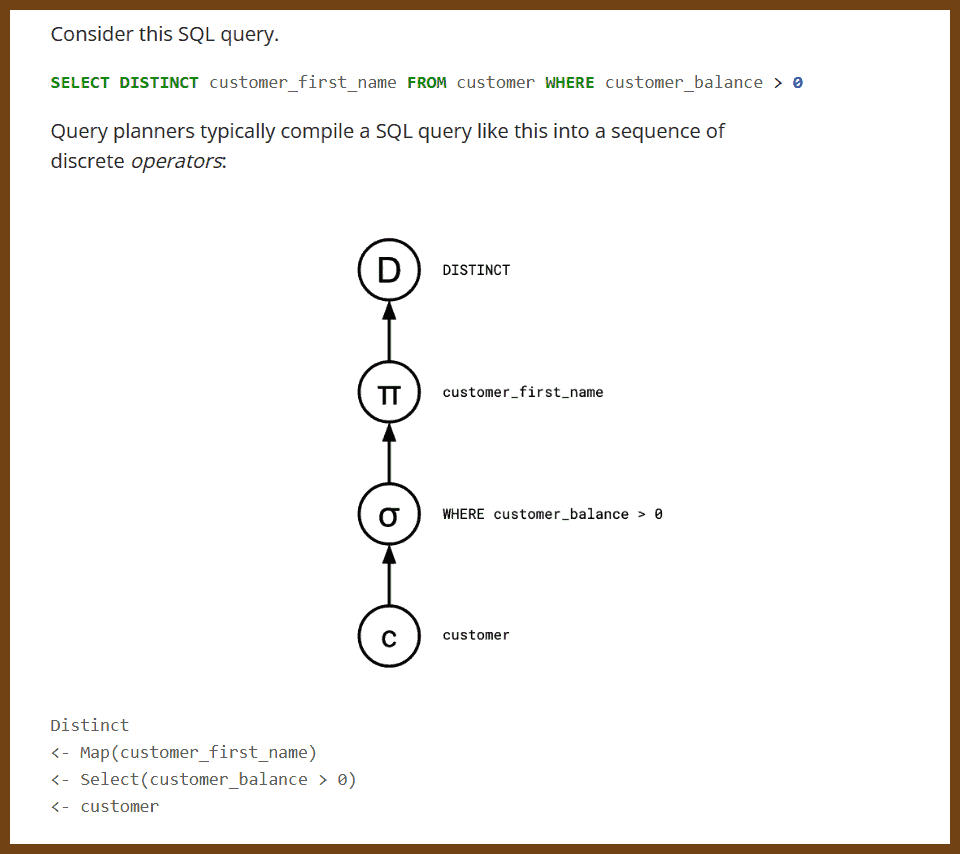 Consider this SQL query.
SELECT DISTINCT customer_first_name FROM customer WHERE customer_balance > 0
Query planners typically compile a SQL query like this into a sequence of
discrete operators:
D DISTINCT
π customer_first_name
σ WHERE customer_balance > 0
c customer
Distinct
<- Map(customer_first_name)
<- Select(customer_balance > 0)
<- customer